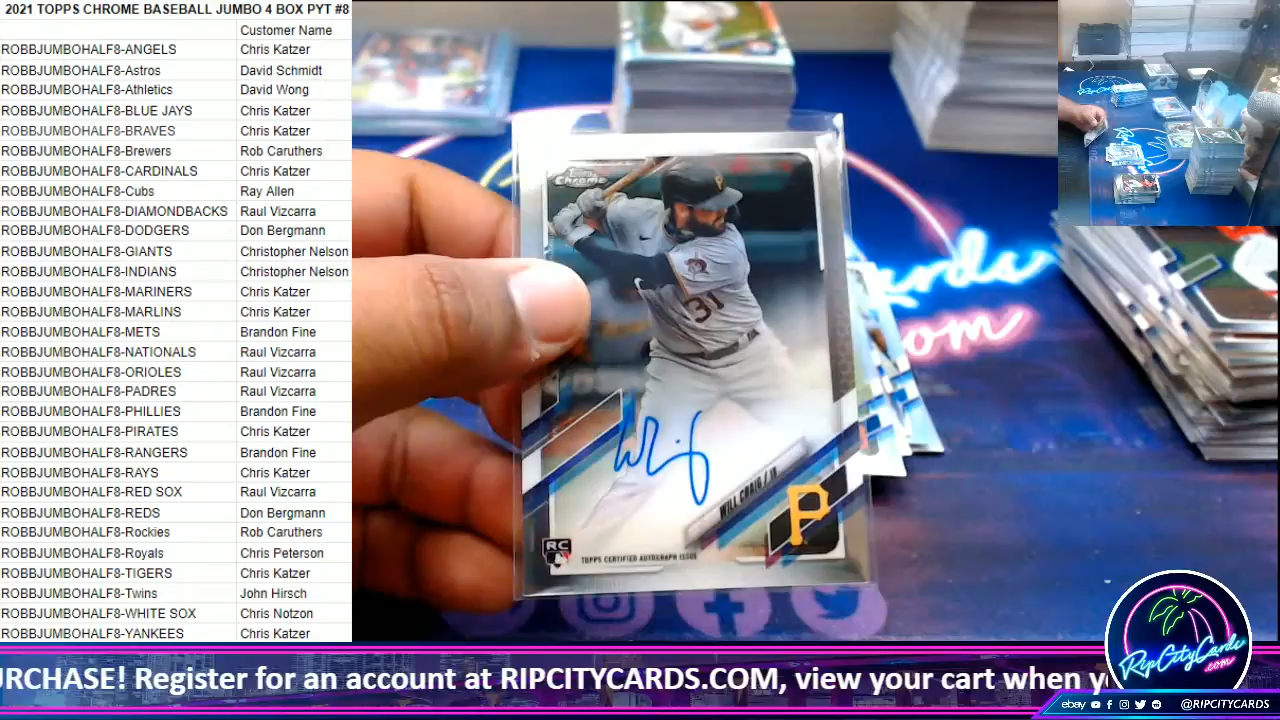 2021 TOPPS CHROME BASEBALL JUMBO 4 BOX PYT #8
Customer Name
ROBBJUMBOHALF8-ANGELS Chris Katzer
ROBBJUMBOHALF8-Astros David Schmidt
ROBBJUMBOHALF8-Athletics David Wong
ROBBJUMBOHALF8-BLUE JAYS Chris Katzer
ROBBJUMBOHALF8-BRAVES Chris Katzer
ROBBJUMBOHALF8-Brewers Rob Caruthers
ROBBJUMBOHALF8-CARDINALS Chris Katzer
ROBBJUMBOHALF8-Cubs Ray Allen
ROBBJUMBOHALF8-DIAMONDBACKS Raul Vizcarra
ROBBJUMBOHALF8-DODGERS Don Bergmann
ROBBJUMBOHALF8-GIANTS Christopher Nelson
ROBBJUMBOHALF8-INDIANS Christopher Nelson
ROBBJUMBOHALF8-MARINERS Chris Katzer
ROBBJUMBOHALF8-MARLINS Chris Katzer
ROBBJUMBOHALF8-METS Brandon Fine
ROBBJUMBOHALF8-NATIONALS Raul Vizcarra
ROBBJUMBOHALF8-ORIOLES Raul Vizcarra
ROBBJUMBOHALF8-PADRES Raul Vizcarra
ROBBJUMBOHALF8-PHILLIES Brandon Fine
ROBBJUMBOHALF8-PIRATES Chris Katzer
ROBBJUMBOHALF8-RANGERS Brandon Fine
ROBBJUMBOHALF8-RAYS Chris Katzer
ROBBJUMBOHALF8-RED SOX Raul Vizcarra
ROBBJUMBOHALF8-REDS Don Bergmann
ROBBJUMBOHALF8-Rockies Rob Caruthers
ROBBJUMBOHALF8-Royals Chris Peterson
ROBBJUMBOHALF8-TIGERS Chris Katzer
ROBBJUMBOHALF8-Twins John Hirsch
ROBBJUMBOHALF8-WHITE SOX Chris Notzon
ROBBJUMBOHALF8-YANKEES Chris Katzer
Topps Chrome
P
31
WILL CRAIG / 1B
P
RC
TOPPS CERTIFIED AUTOGRAPH ISSUE
ards
com
RipCityCards
.com
URCHASE! Register for an account at RIPCITYCARDS.COM, view your cart when y
ebay @RIPCITYCARDS